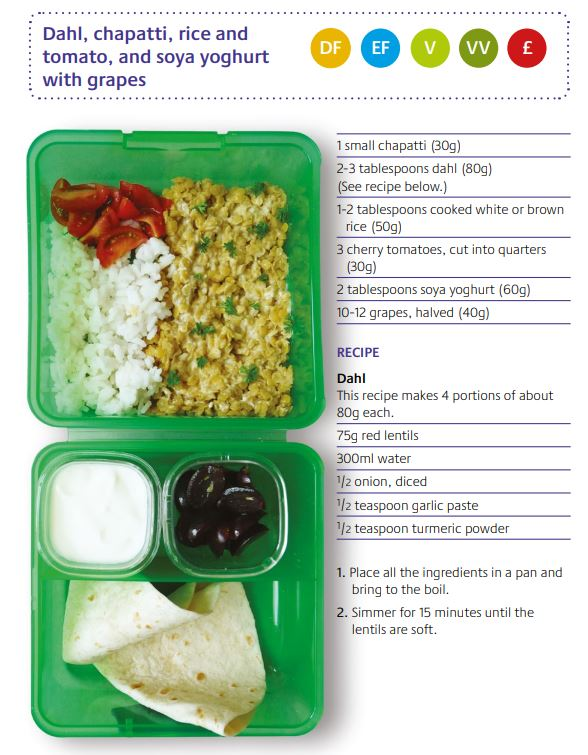 Dahl, chapatti, rice and
tomato, and soya yoghurt
with grapes
DF EF V VV £
1 small chapatti (30g)
2-3 tablespoons dahl (80g)
(See recipe below.)
1-2 tablespoons cooked white or brown
rice (50g)
3 cherry tomatoes, cut into quarters
(30g)
2 tablespoons soya yoghurt (60g)
10-12 grapes, halved (40g)
RECIPE
Dahl
This recipe makes 4 portions of about
80g each.
75g red lentils
300ml water
1/2 onion, diced
1/2 teaspoon garlic paste
1/2 teaspoon turmeric powder
1. Place all the ingredients in a pan and
bring to the boil.
2. Simmer for 15 minutes until the
lentils are soft.